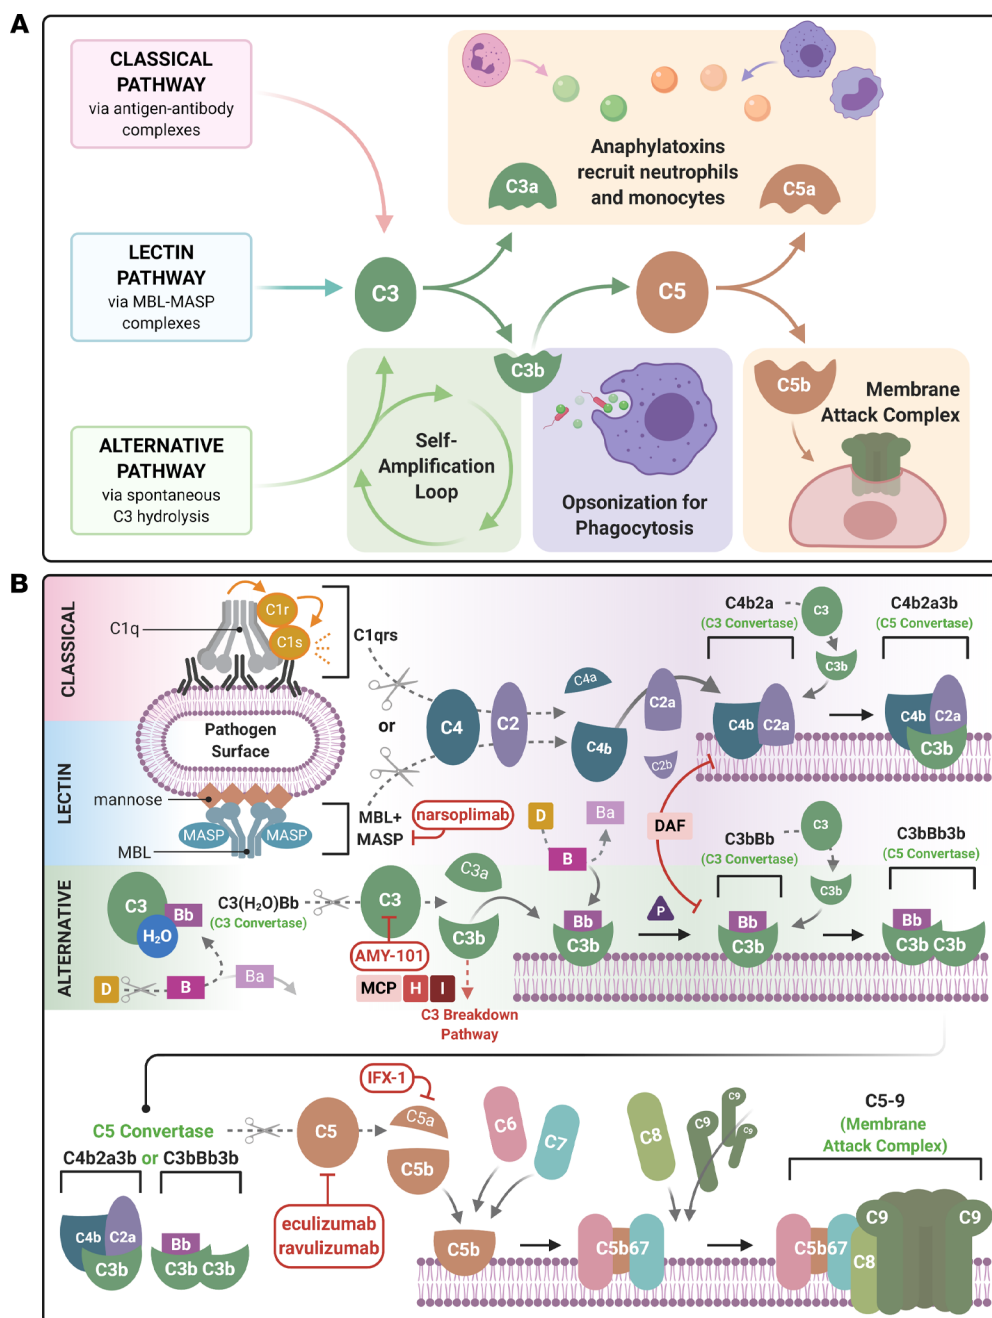 A
CLASSICAL
PATHWAY
via antigen-antibody
complexes
LECTIN
PATHWAY
via MBL-MASP
complexes
ALTERNATIVE
PATHWAY
via spontaneous
C3 hydrolysis
Anaphylatoxins
recruit neutrophils
and monocytes
C3a
C5a
C3
C5
C3b
C5b
Self-
Amplification
Loop
Opsonization for
Phagocytosis
Membrane
Attack Complex
B
CLASSICAL
LECTIN
ALTERNATIVE
C1q
C1r
C1s
C1qrs
or
Pathogen
Surface
mannose
MASP
MASP
MBL
MBL+
MASP
narsoplimab
C4
C2
C4a
C4b
C2a
C2b
C4b2a
(C3 Convertase)
C3
C3b
C4b2a3b
(C5 Convertase)
C4b
C2a
C4b
C2a
C3b
DAF
D
B
Ba
C3bBb
(C3 Convertase)
C3
C3b
C3bBb3b
(C5 Convertase)
C3
Bb
H₂O
C3(H₂O)Bb
(C3 Convertase)
D
B
Ba
C3
C3a
C3b
AMY-101
MCP
H
I
C3 Breakdown
Pathway
Bb
C3b
P
Bb
C3b
Bb
C3b
C3b
C5 Convertase
C4b2a3b or C3bBb3b
C4b
C2a
C3b
Bb
C3b
C3b
IFX-1
C5
C5a
C5b
eculizumab
ravulizumab
C6
C7
C5b
C8
C9
C9
C9
C5b67
C5-9
(Membrane
Attack Complex)
C5b67
C8
C9
C9